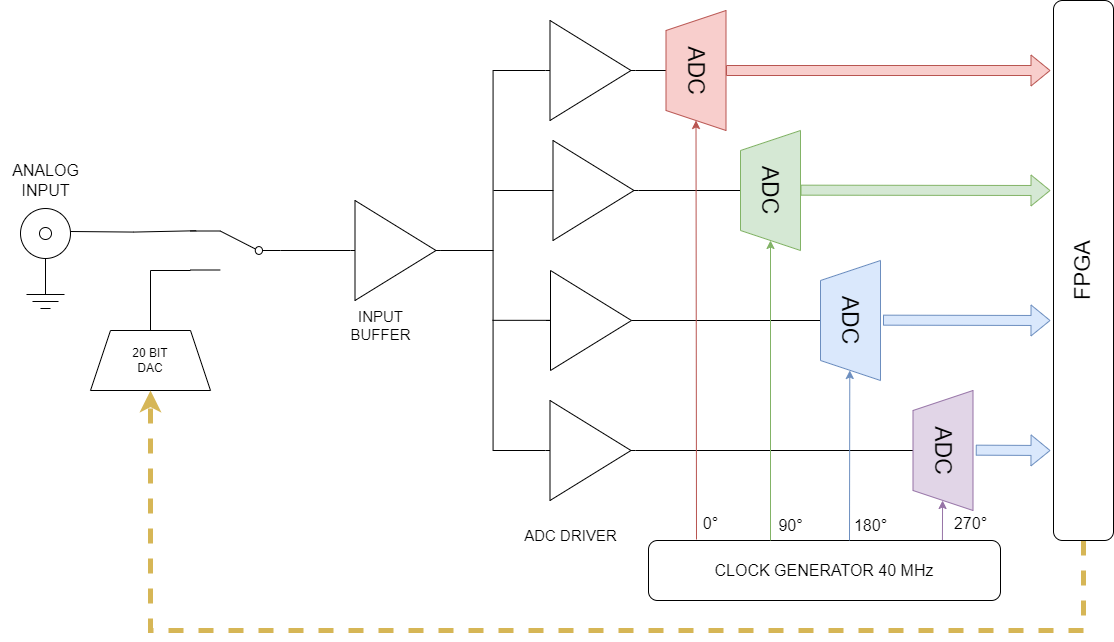 ANALOG
INPUT
20 BIT
DAC
INPUT
BUFFER
ADC
ADC
ADC
ADC
FPGA
ADC DRIVER
0°
90°
180°
270°
CLOCK GENERATOR 40 MHz